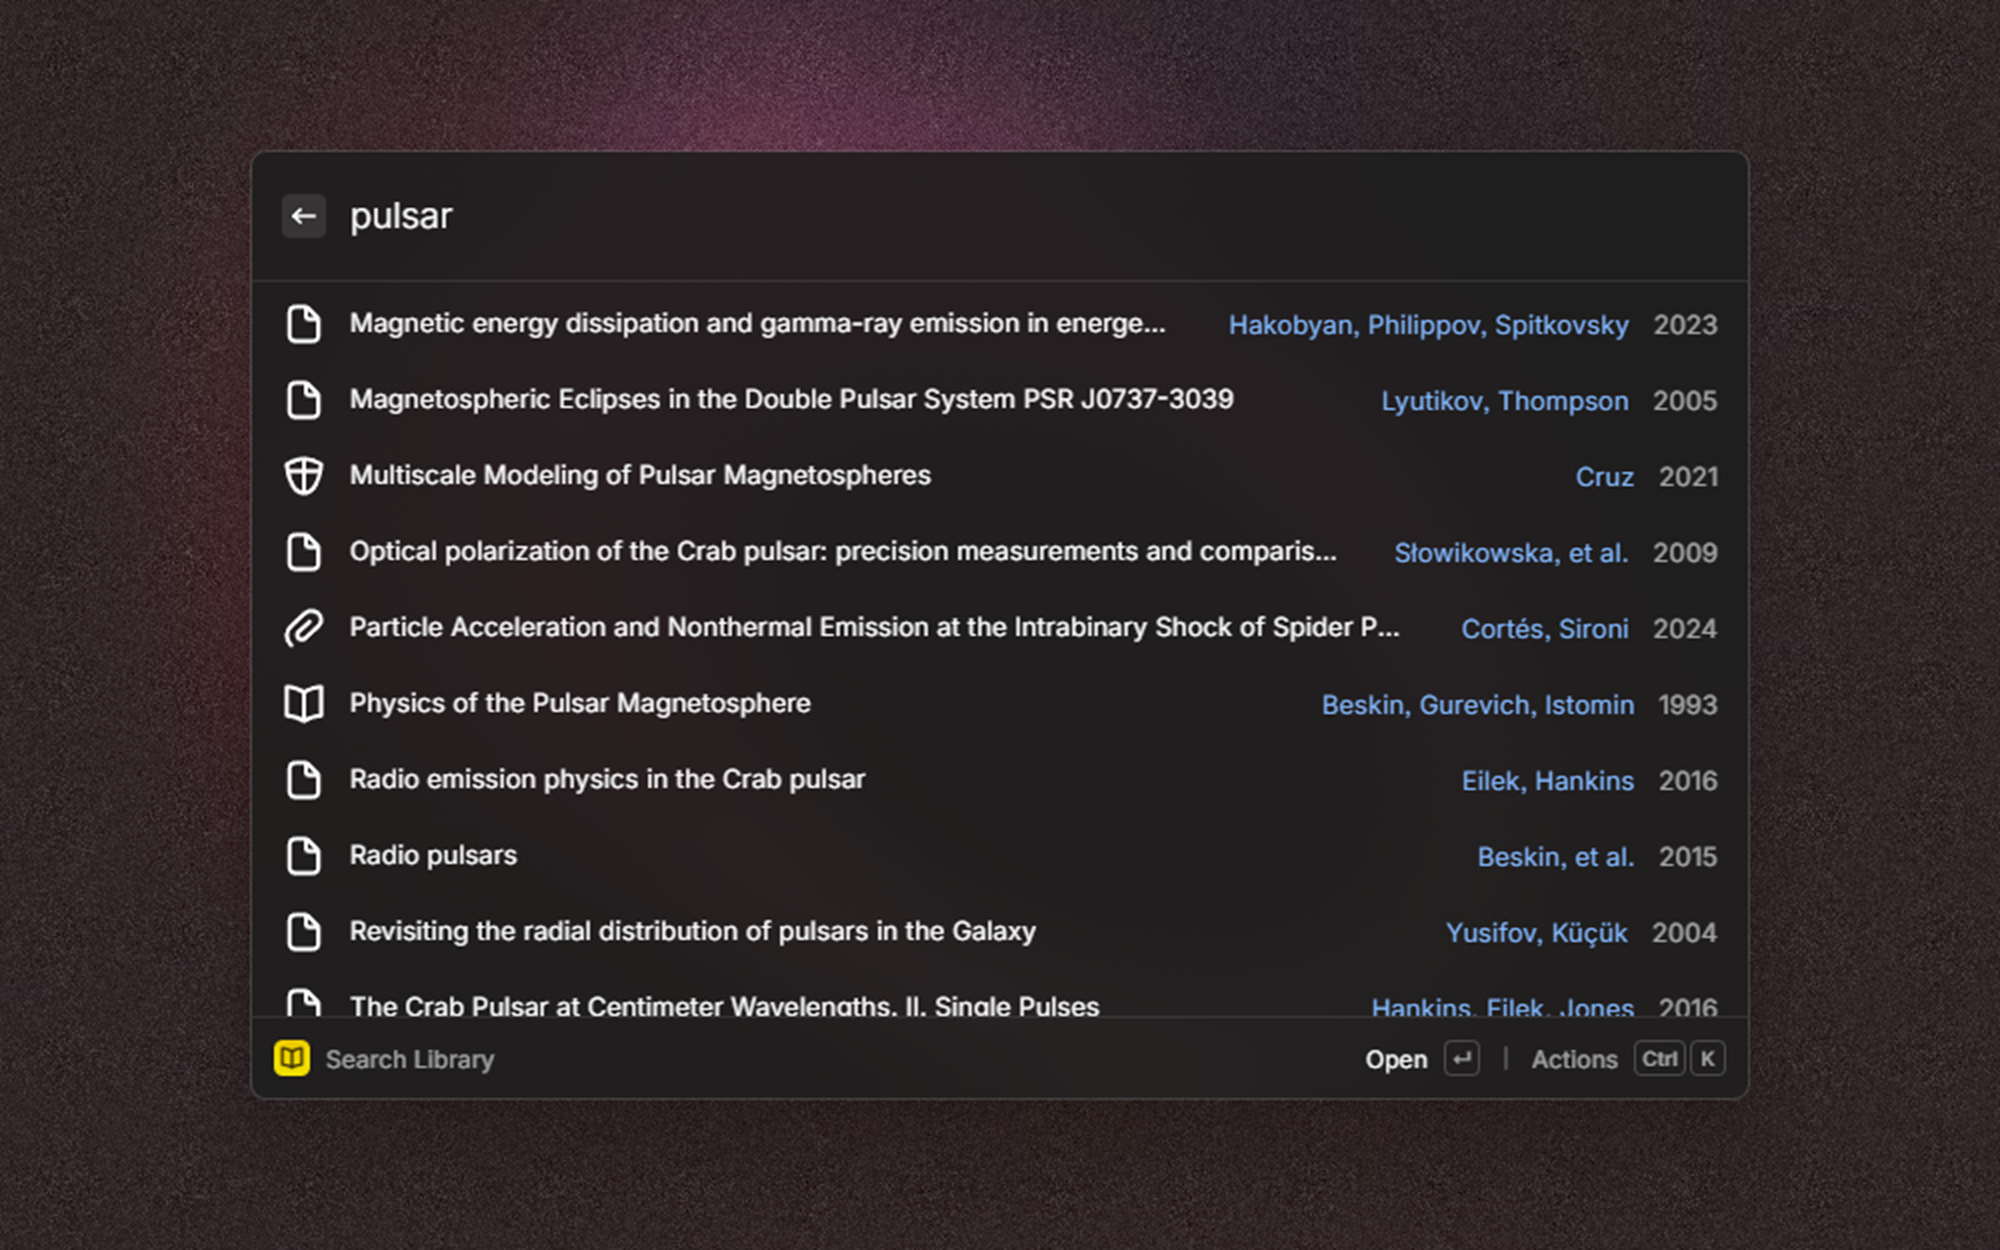 pulsar
Magnetic energy dissipation and gamma-ray emission in energe... Hakobyan, Philippov, Spitkovsky 2023
Magnetospheric Eclipses in the Double Pulsar System PSR J0737-3039 Lyutikov, Thompson 2005
Multiscale Modeling of Pulsar Magnetospheres Cruz 2021
Optical polarization of the Crab pulsar: precision measurements and comparis... Słowikowska, et al. 2009
Particle Acceleration and Nonthermal Emission at the Intrabinary Shock of Spider P... Cortés, Sironi 2024
Physics of the Pulsar Magnetosphere Beskin, Gurevich, Istomin 1993
Radio emission physics in the Crab pulsar Eilek, Hankins 2016
Radio pulsars Beskin, et al. 2015
Revisiting the radial distribution of pulsars in the Galaxy Yusifov, Küçük 2004
The Crab Pulsar at Centimeter Wavelengths. II. Single Pulses Hankins, Eilek, Jones 2016
Search Library Open | Actions Ctrl K